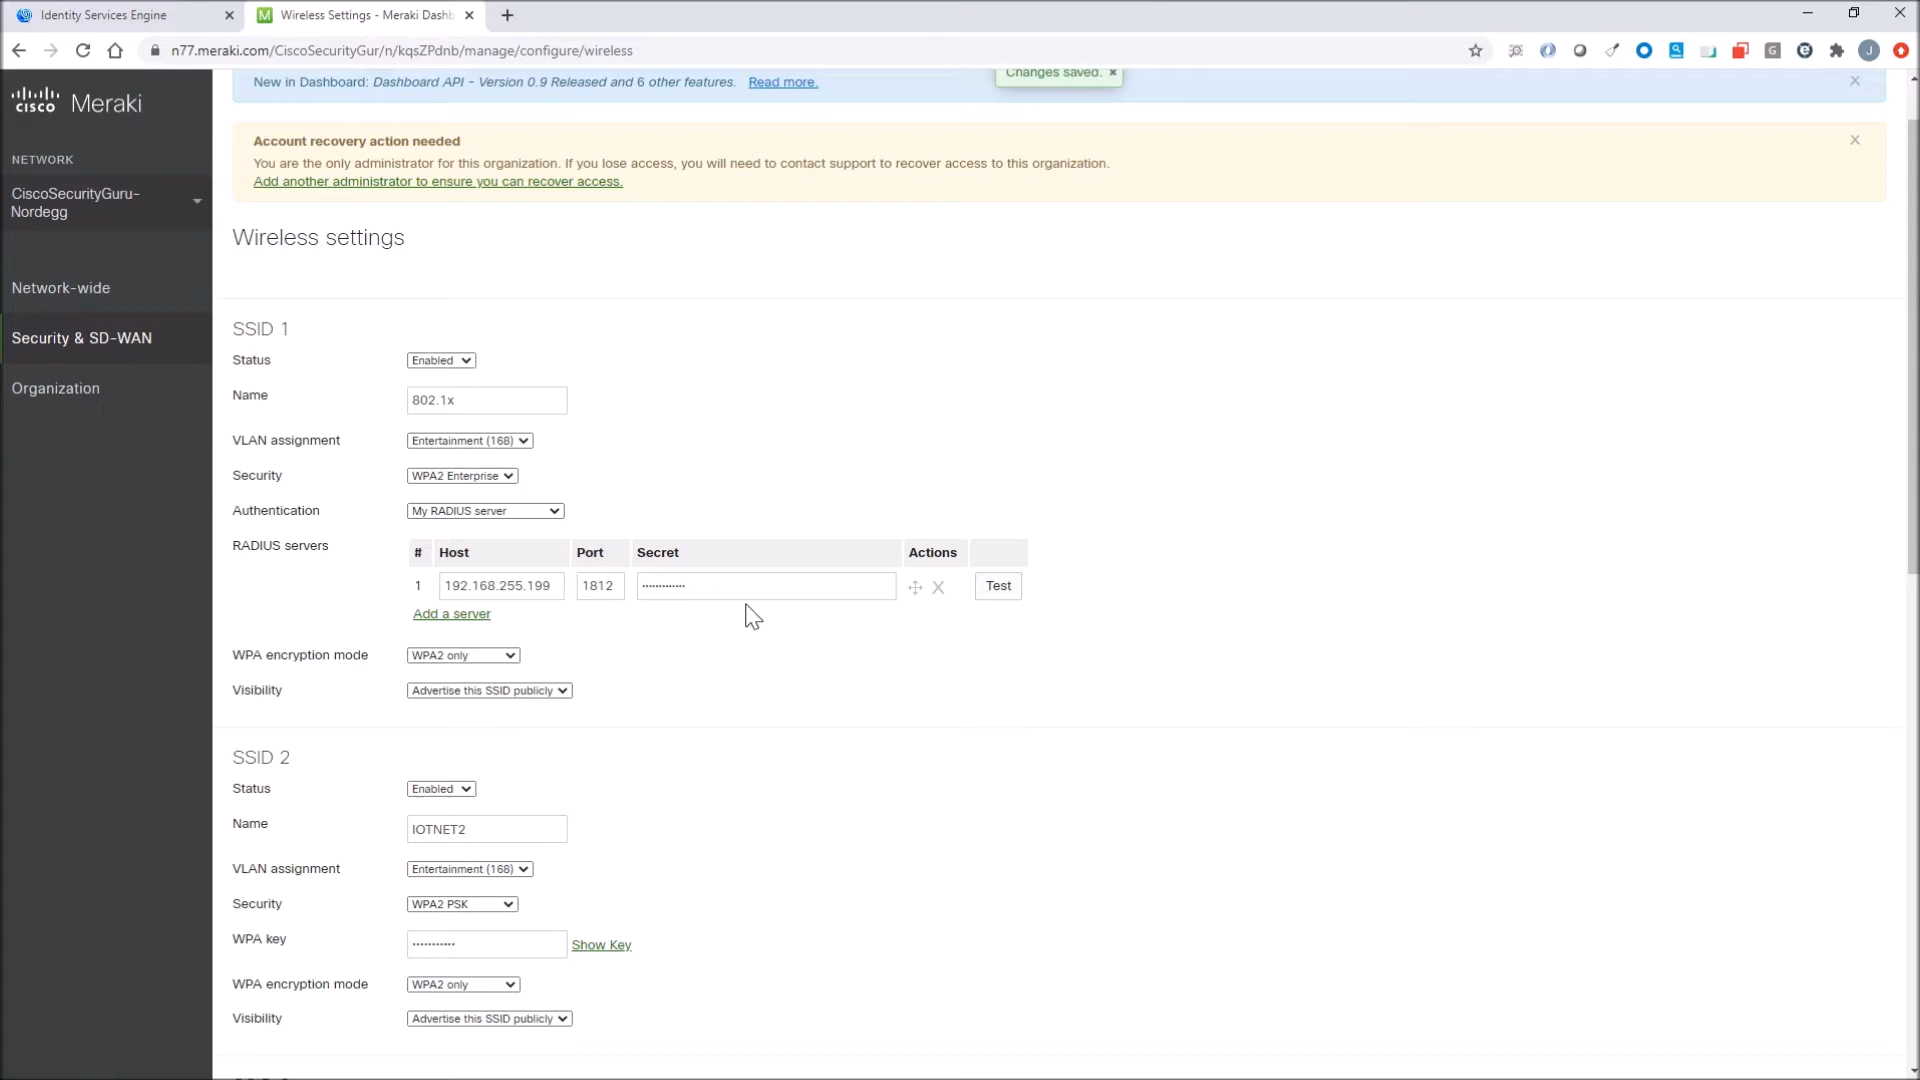 Identity Services Engine
Wireless Settings - Meraki Dashb
n77.meraki.com/CiscoSecurityGur/n/kqsZPdnb/manage/configure/wireless
New in Dashboard: Dashboard API - Version 0.9 Released and 6 other features. Read more.
Changes saved. ×
cisco Meraki
Account recovery action needed
You are the only administrator for this organization. If you lose access, you will need to contact support to recover access to this organization.
Add another administrator to ensure you can recover access.
NETWORK
CiscoSecurityGuru-
Nordegg
Network-wide
Security & SD-WAN
Organization
Wireless settings
SSID 1
Status Enabled
Name 802.1x
VLAN assignment Entertainment (168)
Security WPA2 Enterprise
Authentication My RADIUS server
RADIUS servers # Host Port Secret Actions
1 192.168.255.199 1812 ············· Test
Add a server
WPA encryption mode WPA2 only
Visibility Advertise this SSID publicly
SSID 2
Status Enabled
Name IOTNET2
VLAN assignment Entertainment (168)
Security WPA2 PSK
WPA key ··········· Show Key
WPA encryption mode WPA2 only
Visibility Advertise this SSID publicly